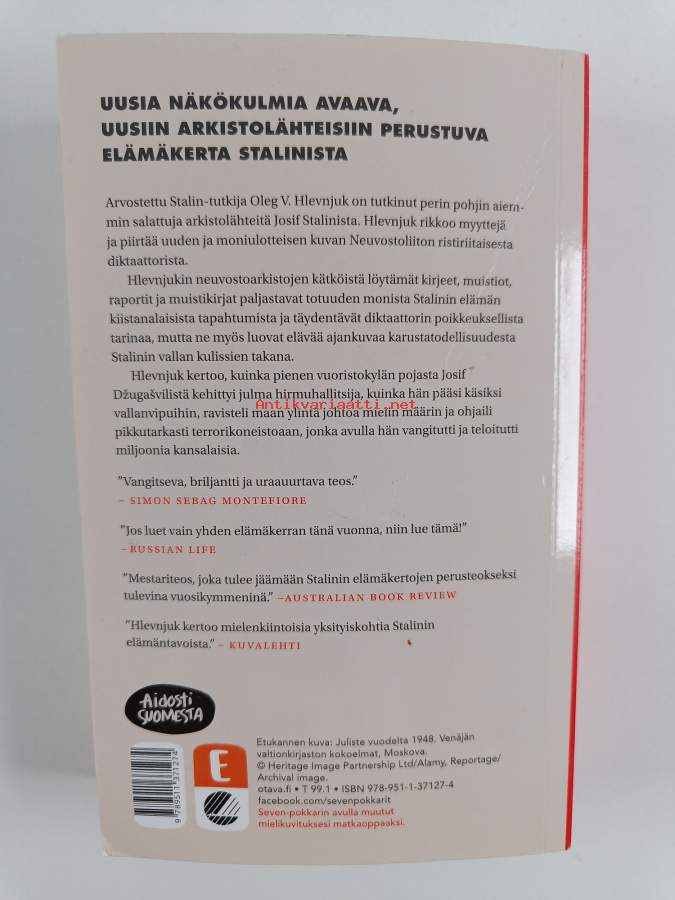 UUSIA NÄKÖKULMIA AVAAVA,
UUSIIN ARKISTOLÄHTEISIIN PERUSTUVA
ELÄMÄKERTA STALINISTA
Arvostettu Stalin-tutkija Oleg V. Hlevnjuk on tutkinut perin pohjin aiem-
min salattuja arkistolähteitä Josif Stalinista. Hlevnjuk rikkoo myyttejä
ja piirtää uuden ja moniulotteisen kuvan Neuvostoliiton ristiriitaisesta
diktaattorista.
Hlevnjukin neuvostoarkistojen kätköistä löytämät kirjeet, muistiot,
raportit ja muistikirjat paljastavat totuuden monista Stalinin elämän
kiistanalaisista tapahtumista ja täydentävät diktaattorin poikkeuksellista
tarinaa, mutta ne myös luovat elävää ajankuvaa karustatodellisuudesta
Stalinin vallan kulissien takana.
Hlevnjuk kertoo, kuinka pienen vuoristokylän pojasta Josif
Džugašvilistä kehittyi julma hirmuhallitsija, kuinka hän pääsi käsiksi
Antikvariaatti.net
vallanvipuihin, ravisteli maan ylintä johtoa mielin määrin ja ohjaili
pikkutarkasti terrorikoneistoaan, jonka avulla hän vangitutti ja teloitutti
miljoonia kansalaisia.
”Vangitseva, briljantti ja uraauurtava teos.”
– SIMON SEBAG MONTEFIORE
”Jos luet vain yhden elämäkerran tänä vuonna, niin lue tämä!”
– RUSSIAN LIFE
”Mestariteos, joka tulee jäämään Stalinin elämäkertojen perusteokseksi
tulevina vuosikymmeninä.” –AUSTRALIAN BOOK REVIEW
”Hlevnjuk kertoo mielenkiintoisia yksityiskohtia Stalinin
elämäntavoista.” – KUVALEHTI
Aidosti
SUOMESTA
Etukannen kuva: Juliste vuodelta 1948. Venäjän
valtionkirjaston kokoelmat, Moskova.
© Heritage Image Partnership Ltd/Alamy, Reportage/
Archival image.
otava.fi • T 99.1 • ISBN 978-951-1-37127-4
facebook.com/sevenpokkarit
Seven-pokkarin avulla muutut
mielikuvituksesi matkaoppaaksi.
E
9789511371274